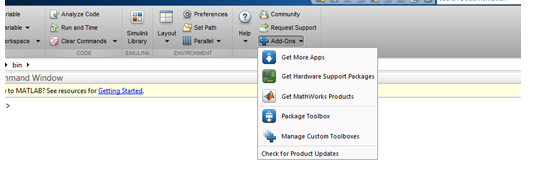 riable
Analyze Code
Preferences
Community
ariable
Run and Time
Set Path
Request Support
orkspace
Clear Commands
Simulink
Library
Layout
Parallel
Help
Add-Ons
CODE
SIMULINK
ENVIRONMENT
Get More Apps
bin
Get Hardware Support Packages
mmand Window
to MATLAB? See resources for Getting Started.
Get MathWorks Products
>
Package Toolbox
Manage Custom Toolboxes
Check for Product Updates